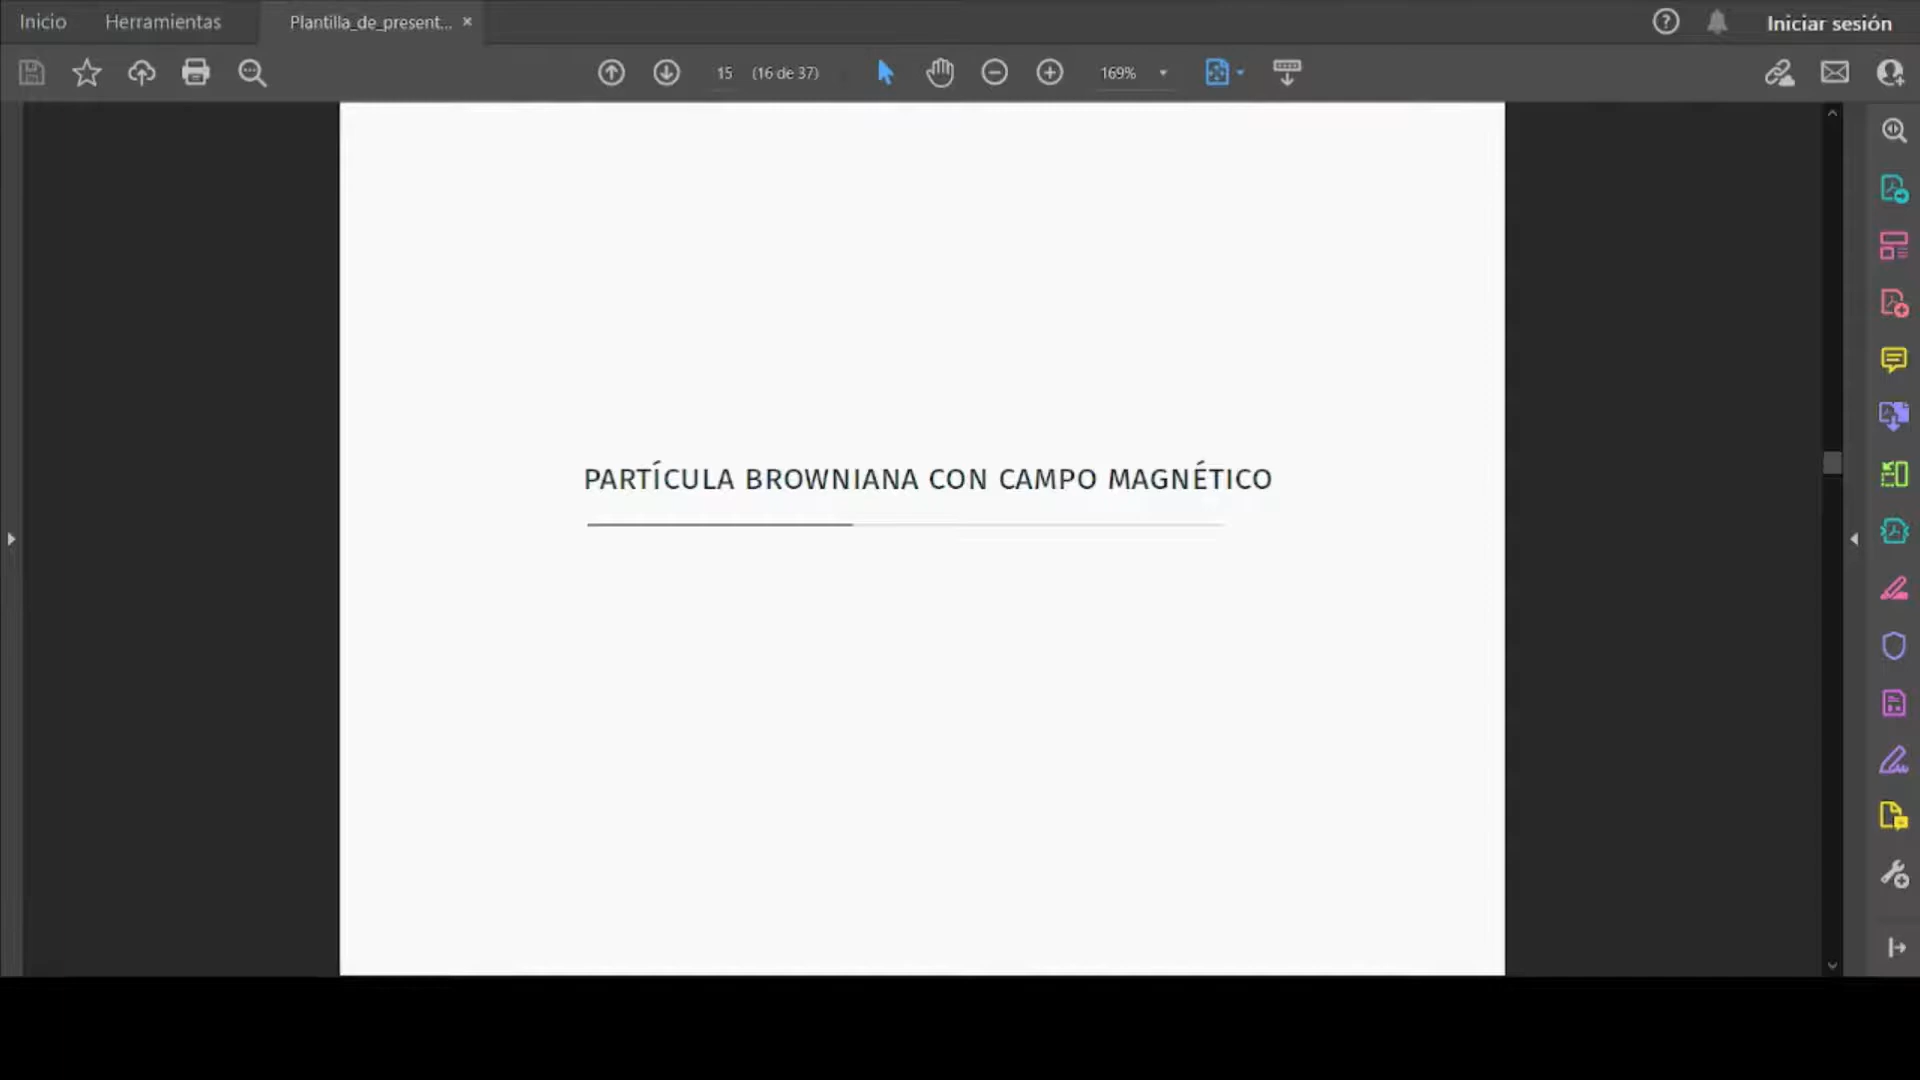 Inicio Herramientas Plantilla_de_present... × Iniciar sesión
15 (16 de 37) 169%
PARTÍCULA BROWNIANA CON CAMPO MAGNÉTICO